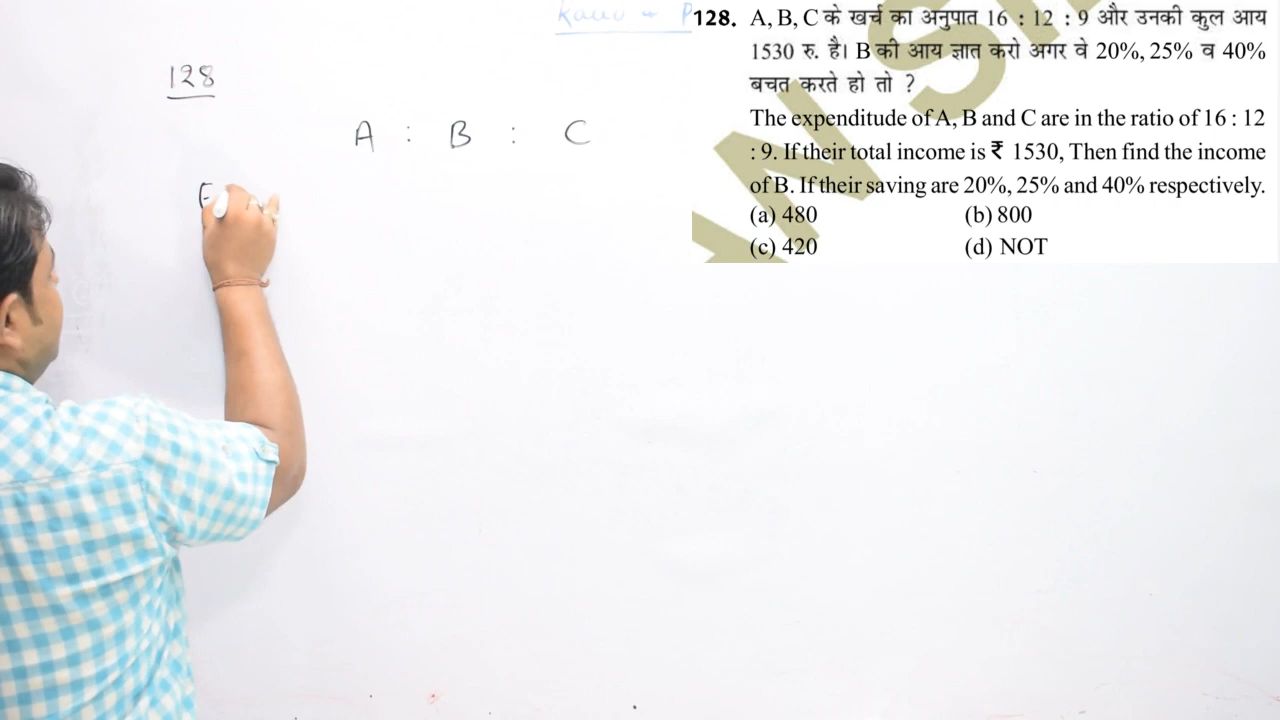 128. A, B, C के खर्च का अनुपात 16 : 12 : 9 और उनकी कुल आय
1530 रु. है। B की आय ज्ञात करो अगर वे 20%, 25% व 40%
बचत करते हो तो ?
The expenditude of A, B and C are in the ratio of 16 : 12
: 9. If their total income is ₹ 1530, Then find the income
of B. If their saving are 20%, 25% and 40% respectively.
(a) 480 (b) 800
(c) 420 (d) NOT
128
A : B : C
E